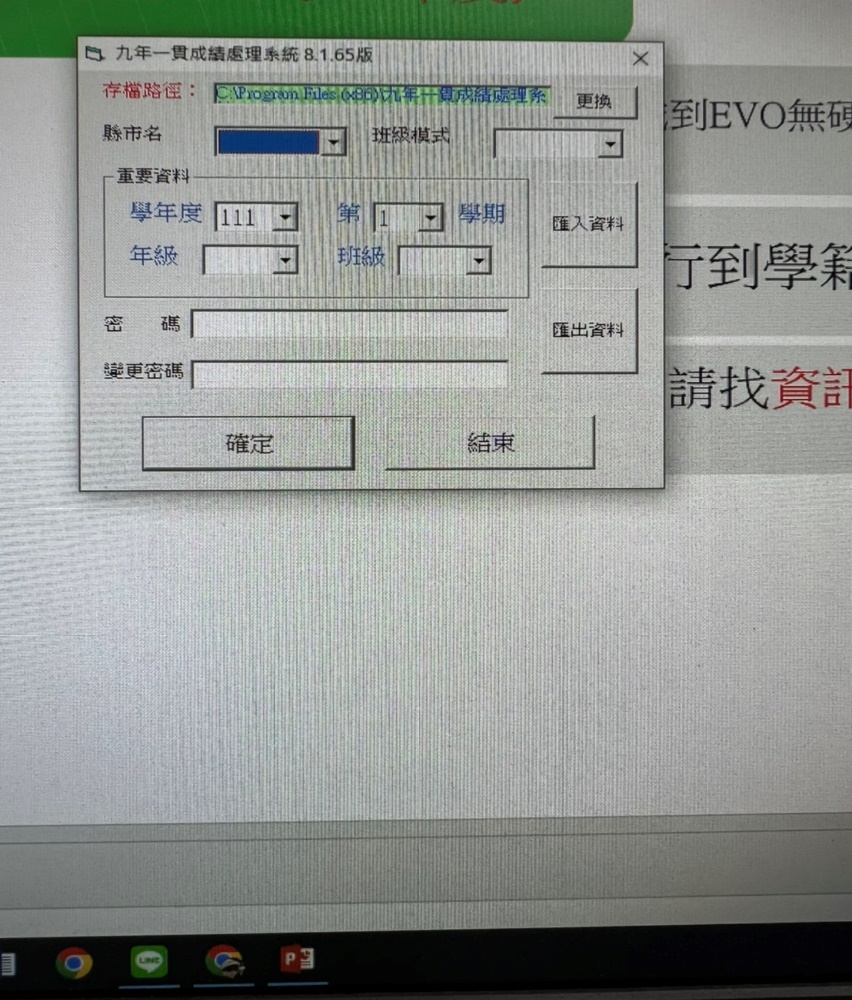 九年一貫成績處理系統 8.1.65版
存檔路徑：
C:\Program Files (x86)\九年一貫成績處理系
更換
縣市名
班級模式
重要資料
學年度 111 第 1 學期
年級
班級
匯入資料
密 碼
匯出資料
變更密碼
確定
結束
到EVO無硬
行到學籍
請找資訊
LINE
P